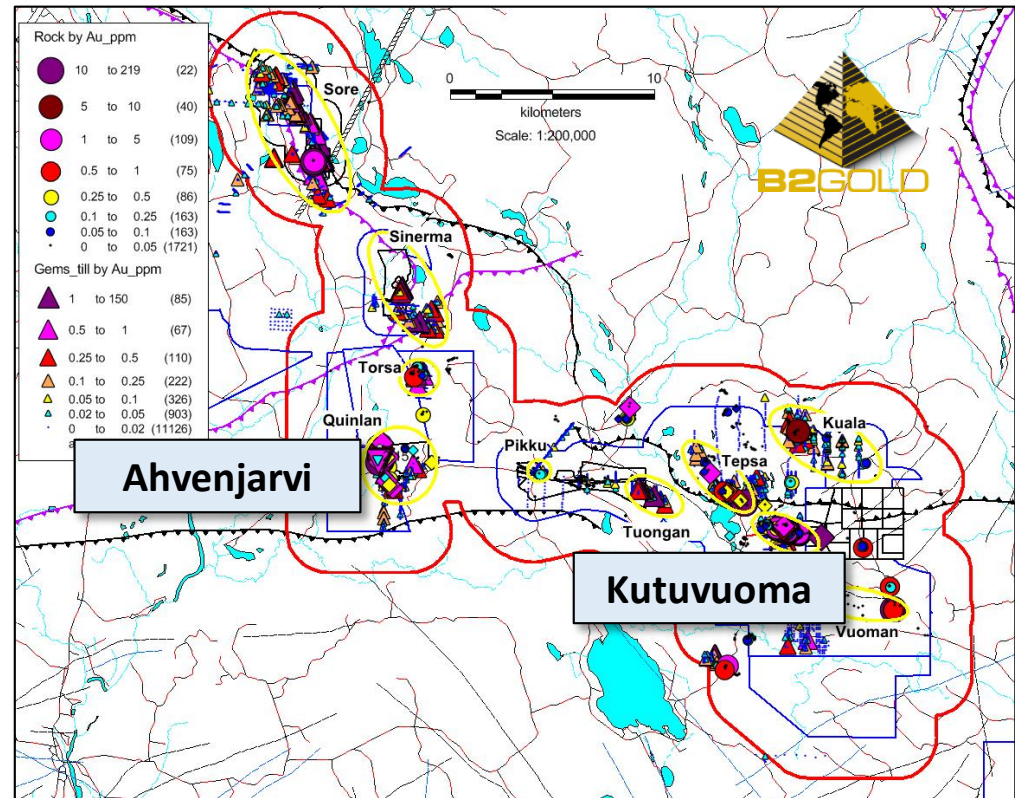 Rock by Au_ppm
10 to 219 (22)
5 to 10 (40)
1 to 5 (109)
0.5 to 1 (75)
0.25 to 0.5 (86)
0.1 to 0.25 (163)
0.05 to 0.1 (163)
0 to 0.05 (1721)
Gems_till by Au_ppm
1 to 150 (85)
0.5 to 1 (67)
0.25 to 0.5 (110)
0.1 to 0.25 (222)
0.05 to 0.1 (326)
0.02 to 0.05 (903)
0 to 0.02 (11126)
0 10
kilometers
Scale: 1:200,000
B2GOLD
Sore
Sinerma
Torsa
Quinlan
Ahvenjarvi
Pikku
Tuongan
Tepsa
Kuala
Kutuvuoma
Vuoman